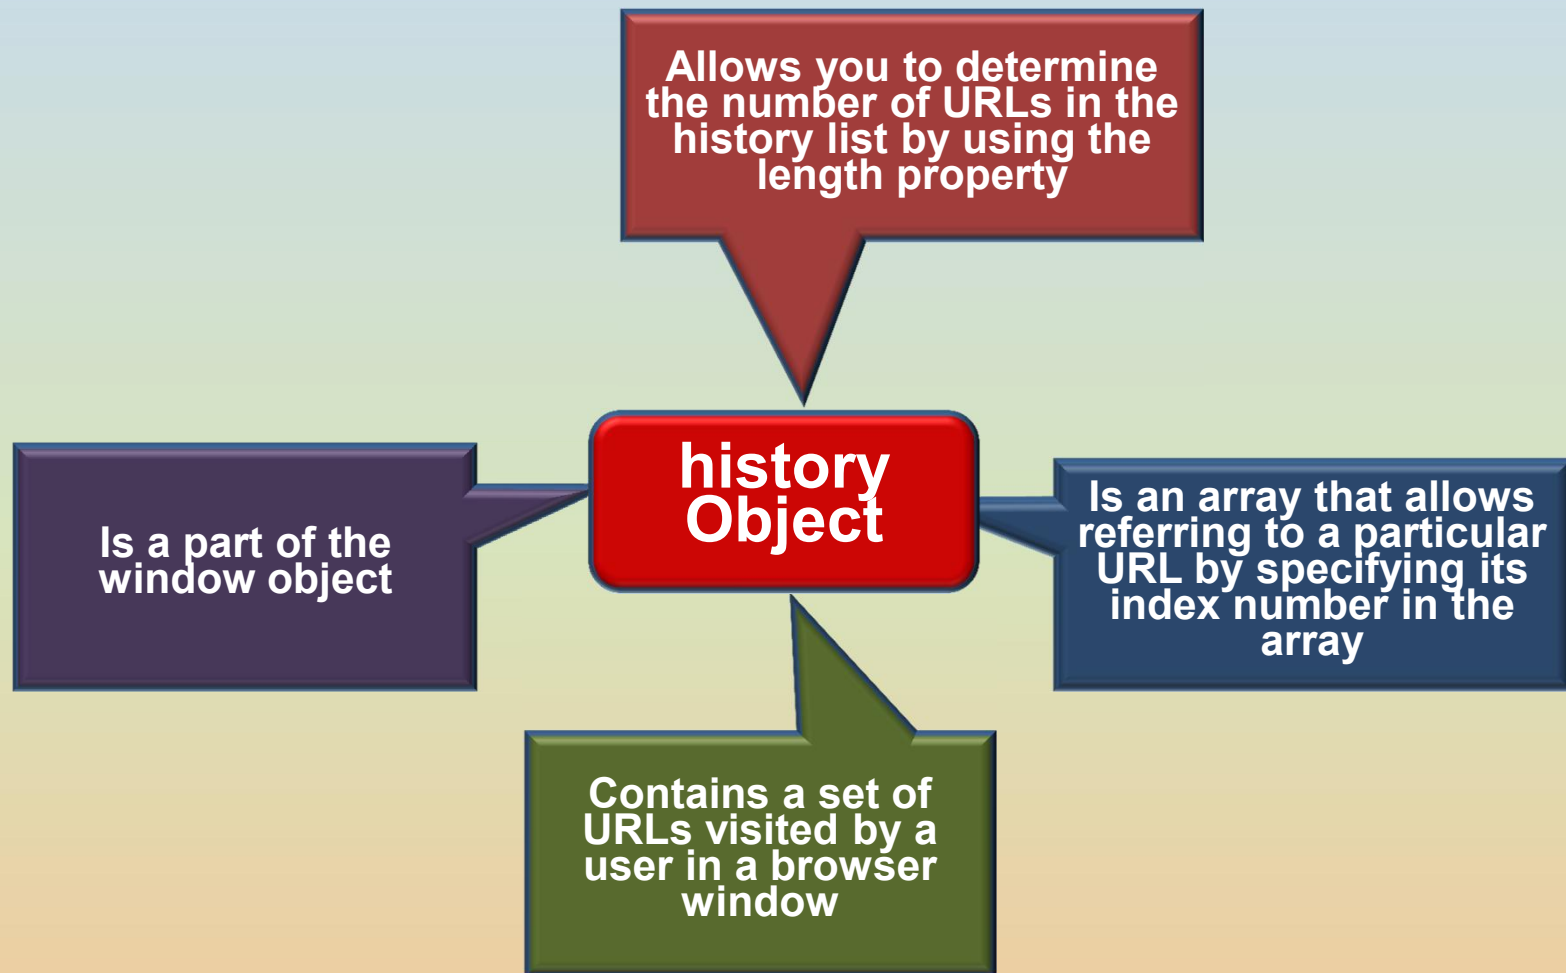 Allows you to determine
the number of URLs in the
history list by using the
length property
history
Object
Is a part of the
window object
Is an array that allows
referring to a particular
URL by specifying its
index number in the
array
Contains a set of
URLs visited by a
user in a browser
window